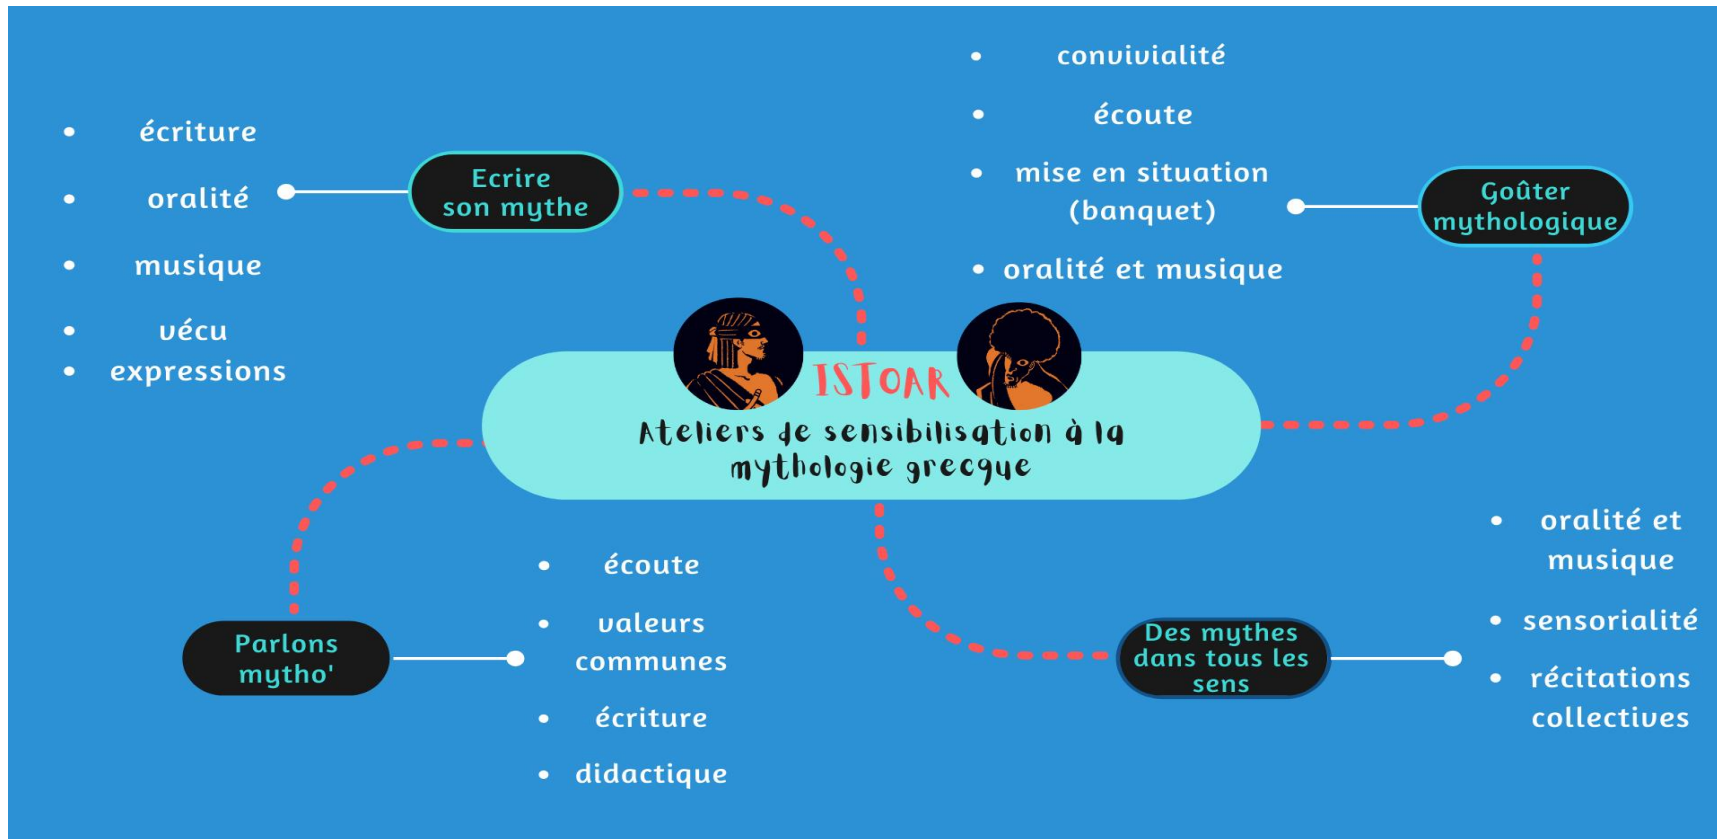 écriture
oralité
musique
vécu
expressions
Ecrire
son mythe
convivialité
écoute
mise en situation
(banquet)
oralité et musique
Goûter
mythologique
ISTOAR
Ateliers de sensibilisation à la
mythologie grecque
Parlons
mytho'
écoute
valeurs
communes
écriture
didactique
Des mythes
dans tous les
sens
oralité et
musique
sensorialité
récitations
collectives